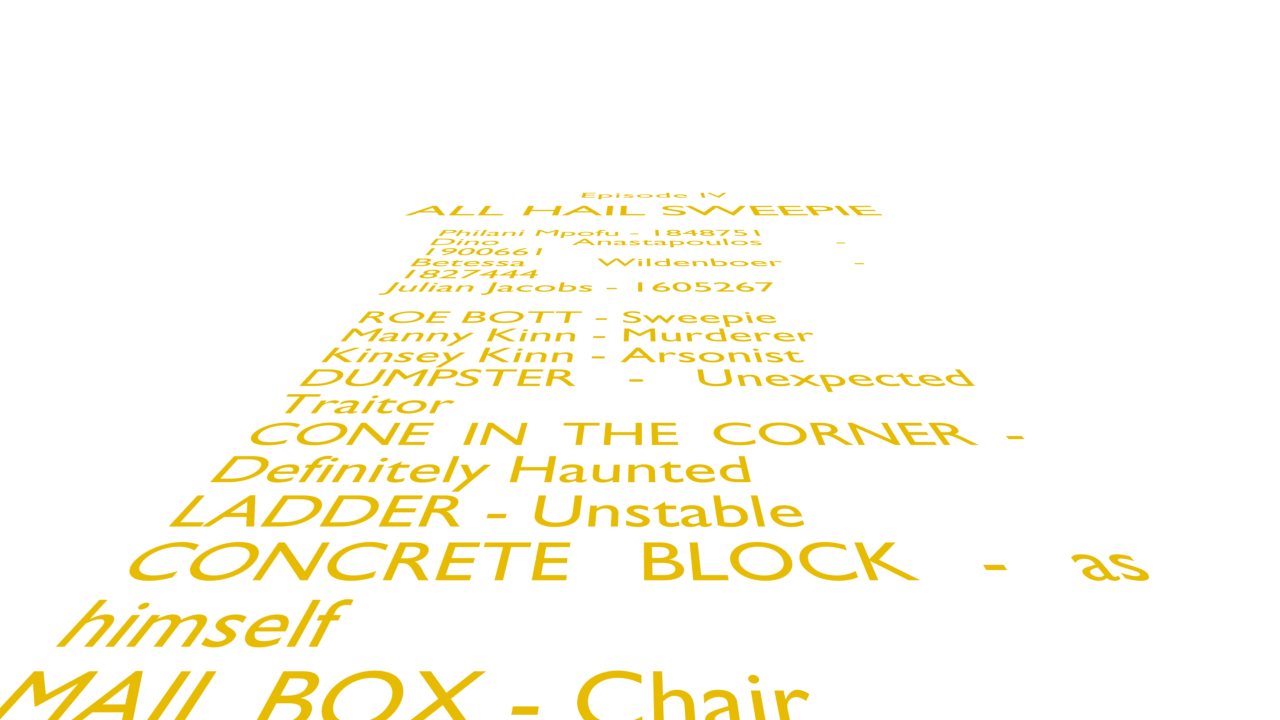 Episode IV
ALL HAIL SWEEPIE
Philani Mpofu - 1848751
Dino Anastapoulos -
1900661
Betessa Wildenboer -
1827444
Julian Jacobs - 1605267
ROE BOTT - Sweepie
Manny Kinn - Murderer
Kinsey Kinn - Arsonist
DUMPSTER - Unexpected
Traitor
CONE IN THE CORNER -
Definitely Haunted
LADDER - Unstable
CONCRETE BLOCK - as
himself
MAIL BOX - Chair